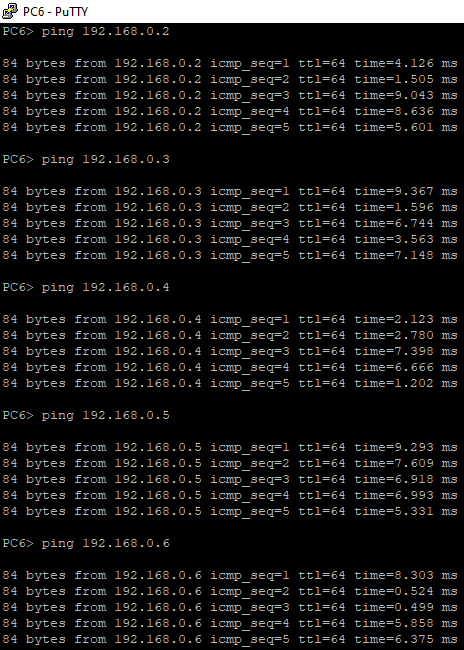 PC6 - PuTTY
PC6> ping 192.168.0.2
84 bytes from 192.168.0.2 icmp_seq=1 ttl=64 time=4.126 ms
84 bytes from 192.168.0.2 icmp_seq=2 ttl=64 time=1.505 ms
84 bytes from 192.168.0.2 icmp_seq=3 ttl=64 time=9.043 ms
84 bytes from 192.168.0.2 icmp_seq=4 ttl=64 time=8.636 ms
84 bytes from 192.168.0.2 icmp_seq=5 ttl=64 time=5.601 ms
PC6> ping 192.168.0.3
84 bytes from 192.168.0.3 icmp_seq=1 ttl=64 time=9.367 ms
84 bytes from 192.168.0.3 icmp_seq=2 ttl=64 time=1.596 ms
84 bytes from 192.168.0.3 icmp_seq=3 ttl=64 time=6.744 ms
84 bytes from 192.168.0.3 icmp_seq=4 ttl=64 time=3.563 ms
84 bytes from 192.168.0.3 icmp_seq=5 ttl=64 time=7.148 ms
PC6> ping 192.168.0.4
84 bytes from 192.168.0.4 icmp_seq=1 ttl=64 time=2.123 ms
84 bytes from 192.168.0.4 icmp_seq=2 ttl=64 time=2.780 ms
84 bytes from 192.168.0.4 icmp_seq=3 ttl=64 time=7.398 ms
84 bytes from 192.168.0.4 icmp_seq=4 ttl=64 time=6.666 ms
84 bytes from 192.168.0.4 icmp_seq=5 ttl=64 time=1.202 ms
PC6> ping 192.168.0.5
84 bytes from 192.168.0.5 icmp_seq=1 ttl=64 time=9.293 ms
84 bytes from 192.168.0.5 icmp_seq=2 ttl=64 time=7.609 ms
84 bytes from 192.168.0.5 icmp_seq=3 ttl=64 time=6.918 ms
84 bytes from 192.168.0.5 icmp_seq=4 ttl=64 time=6.993 ms
84 bytes from 192.168.0.5 icmp_seq=5 ttl=64 time=5.331 ms
PC6> ping 192.168.0.6
84 bytes from 192.168.0.6 icmp_seq=1 ttl=64 time=8.303 ms
84 bytes from 192.168.0.6 icmp_seq=2 ttl=64 time=0.524 ms
84 bytes from 192.168.0.6 icmp_seq=3 ttl=64 time=0.499 ms
84 bytes from 192.168.0.6 icmp_seq=4 ttl=64 time=5.858 ms
84 bytes from 192.168.0.6 icmp_seq=5 ttl=64 time=6.375 ms